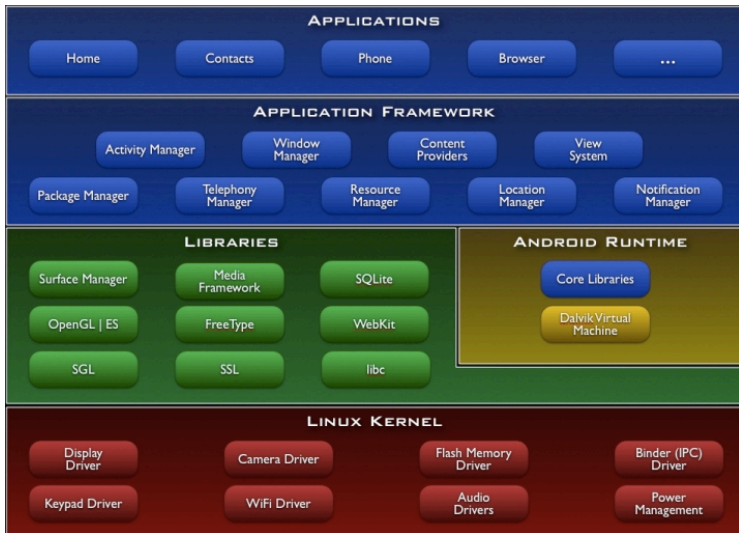 APPLICATIONS
Home Contacts Phone Browser ...
APPLICATION FRAMEWORK
Activity Manager Window Manager Content Providers View System
Package Manager Telephony Manager Resource Manager Location Manager Notification Manager
LIBRARIES
Surface Manager Media Framework SQLite
OpenGL | ES FreeType WebKit
SGL SSL libc
ANDROID RUNTIME
Core Libraries
Dalvik Virtual Machine
LINUX KERNEL
Display Driver Camera Driver Flash Memory Driver Binder (IPC) Driver
Keypad Driver WiFi Driver Audio Drivers Power Management